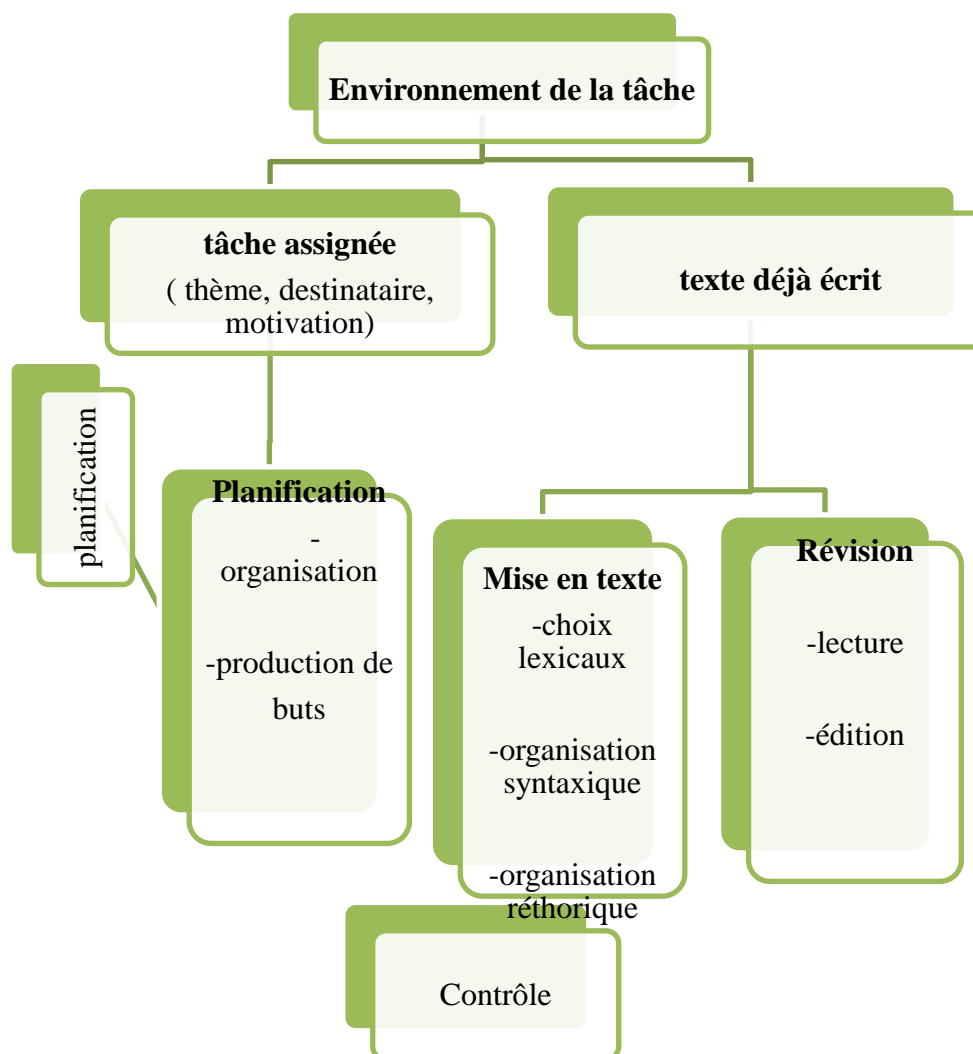 Environnement de la tâche
tâche assignée
( thème, destinataire,
motivation)
texte déjà écrit
planification
Planification
-
organisation
-production de
buts
Mise en texte
-choix
lexicaux
-organisation
syntaxique
-organisation
réthorique
Révision
-lecture
-édition
Contrôle